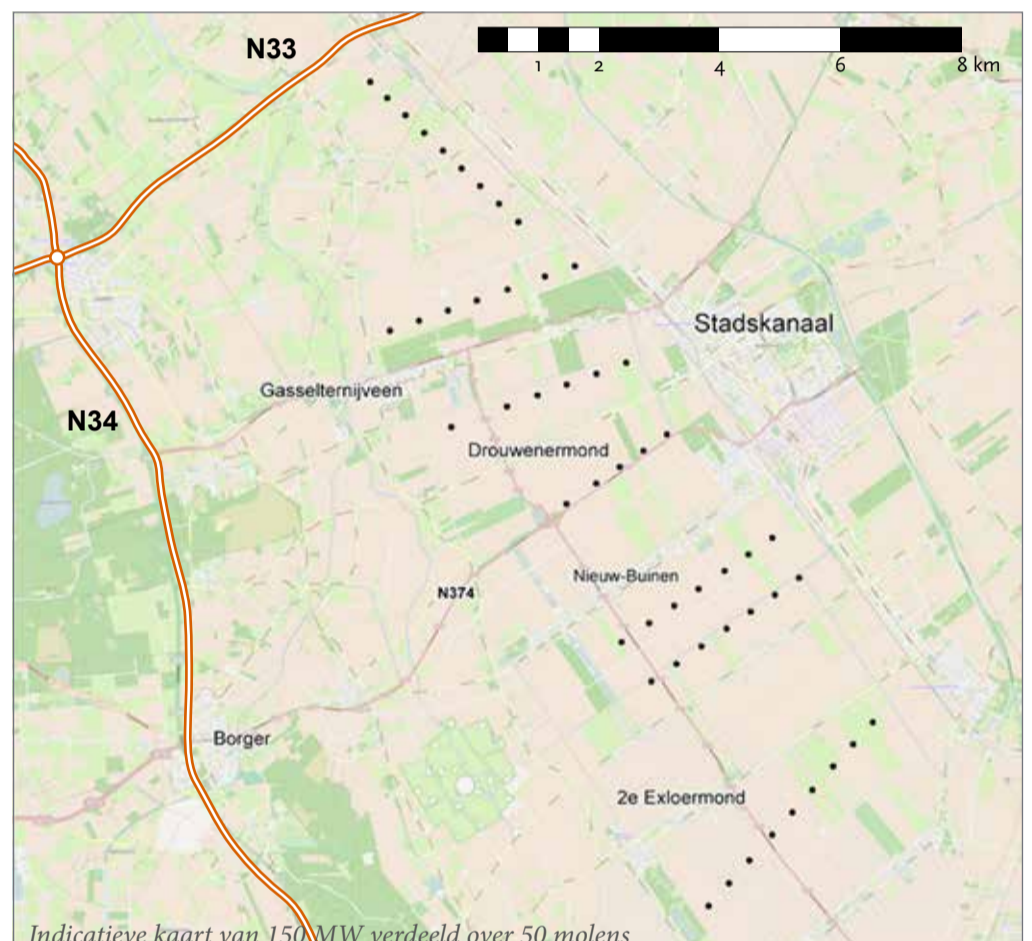 N33
1 2 4 6 8 km
Stadskanaal
Gasselternijveen
N34
Drouwenermond
Nieuw-Buinen
N374
Borger
2e Exloermond
Indicatieve kaart van 150 MW verdeeld over 50 molens